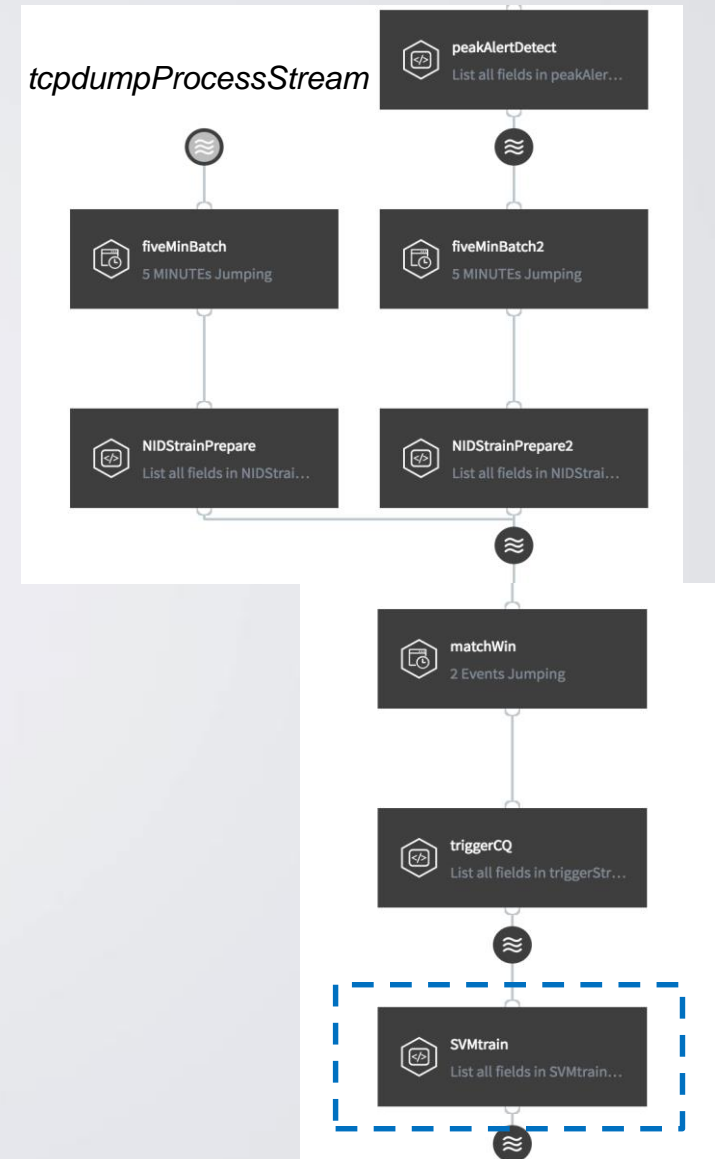 tcpdumpProcessStream
peakAlertDetect
List all fields in peakAler...
fiveMinBatch
5 MINUTEs Jumping
fiveMinBatch2
5 MINUTEs Jumping
NIDStrainPrepare
List all fields in NIDStrai...
NIDStrainPrepare2
List all fields in NIDStrai...
matchWin
2 Events Jumping
triggerCQ
List all fields in triggerStr...
SVMtrain
List all fields in SVMtrain...